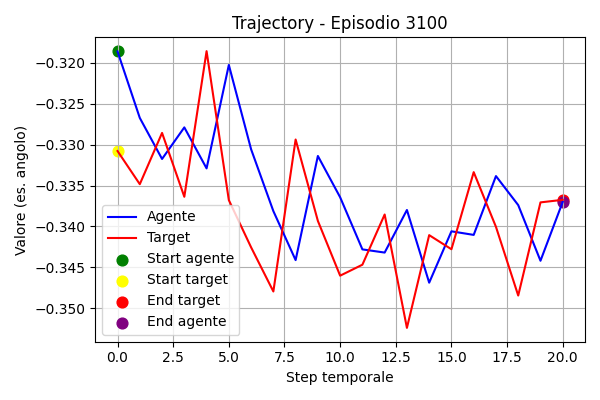 Trajectory - Episodio 3100
Valore (es. angolo)
−0.320
−0.325
−0.330
−0.335
−0.340
−0.345
−0.350
Agente
Target
Start agente
Start target
End target
End agente
0.0 2.5 5.0 7.5 10.0 12.5 15.0 17.5 20.0
Step temporale